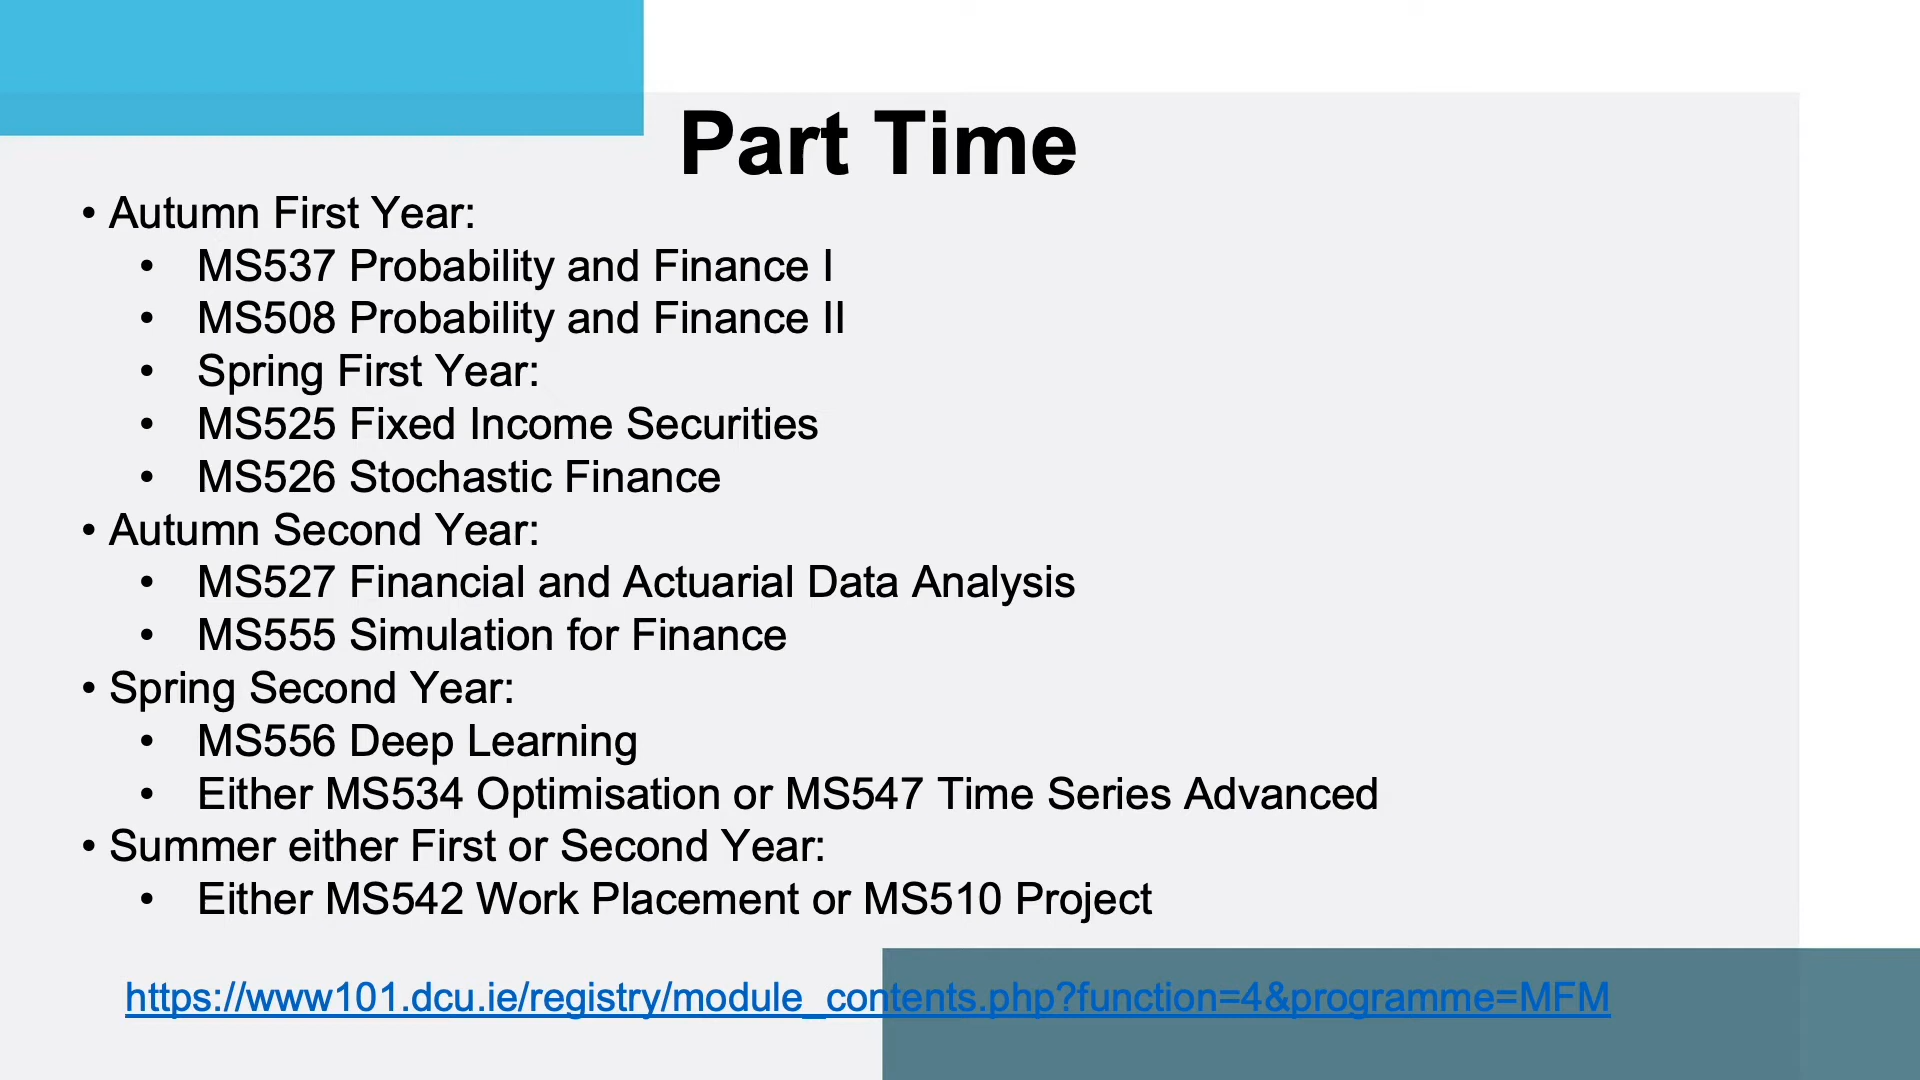 Part Time
• Autumn First Year:
• MS537 Probability and Finance I
• MS508 Probability and Finance II
• Spring First Year:
• MS525 Fixed Income Securities
• MS526 Stochastic Finance
• Autumn Second Year:
• MS527 Financial and Actuarial Data Analysis
• MS555 Simulation for Finance
• Spring Second Year:
• MS556 Deep Learning
• Either MS534 Optimisation or MS547 Time Series Advanced
• Summer either First or Second Year:
• Either MS542 Work Placement or MS510 Project
https://www101.dcu.ie/registry/module_contents.php?function=4&programme=MFM